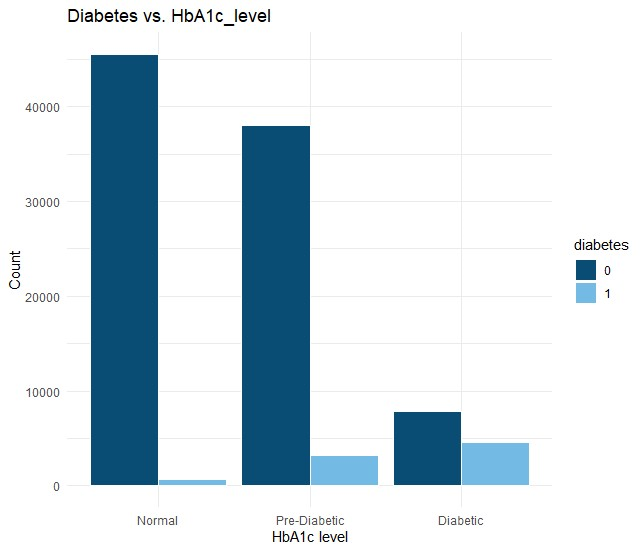 Diabetes vs. HbA1c_level
Count
40000
30000
20000
10000
0
Normal
Pre-Diabetic
Diabetic
HbA1c level
diabetes
0
1